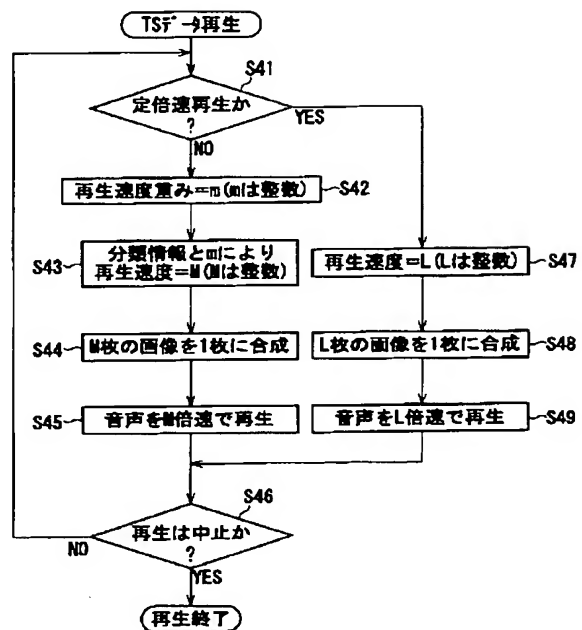 TSデータ再生
S41
定倍速再生か
?
YES
NO
再生速度重み=m(mは整数)
S42
S43
分類情報とmにより
再生速度=M(Mは整数)
再生速度=L(Lは整数)
S47
S44
M枚の画像を1枚に合成
L枚の画像を1枚に合成
S48
S45
音声をM倍速で再生
音声をL倍速で再生
S49
S46
再生は中止か
?
NO
YES
再生終了